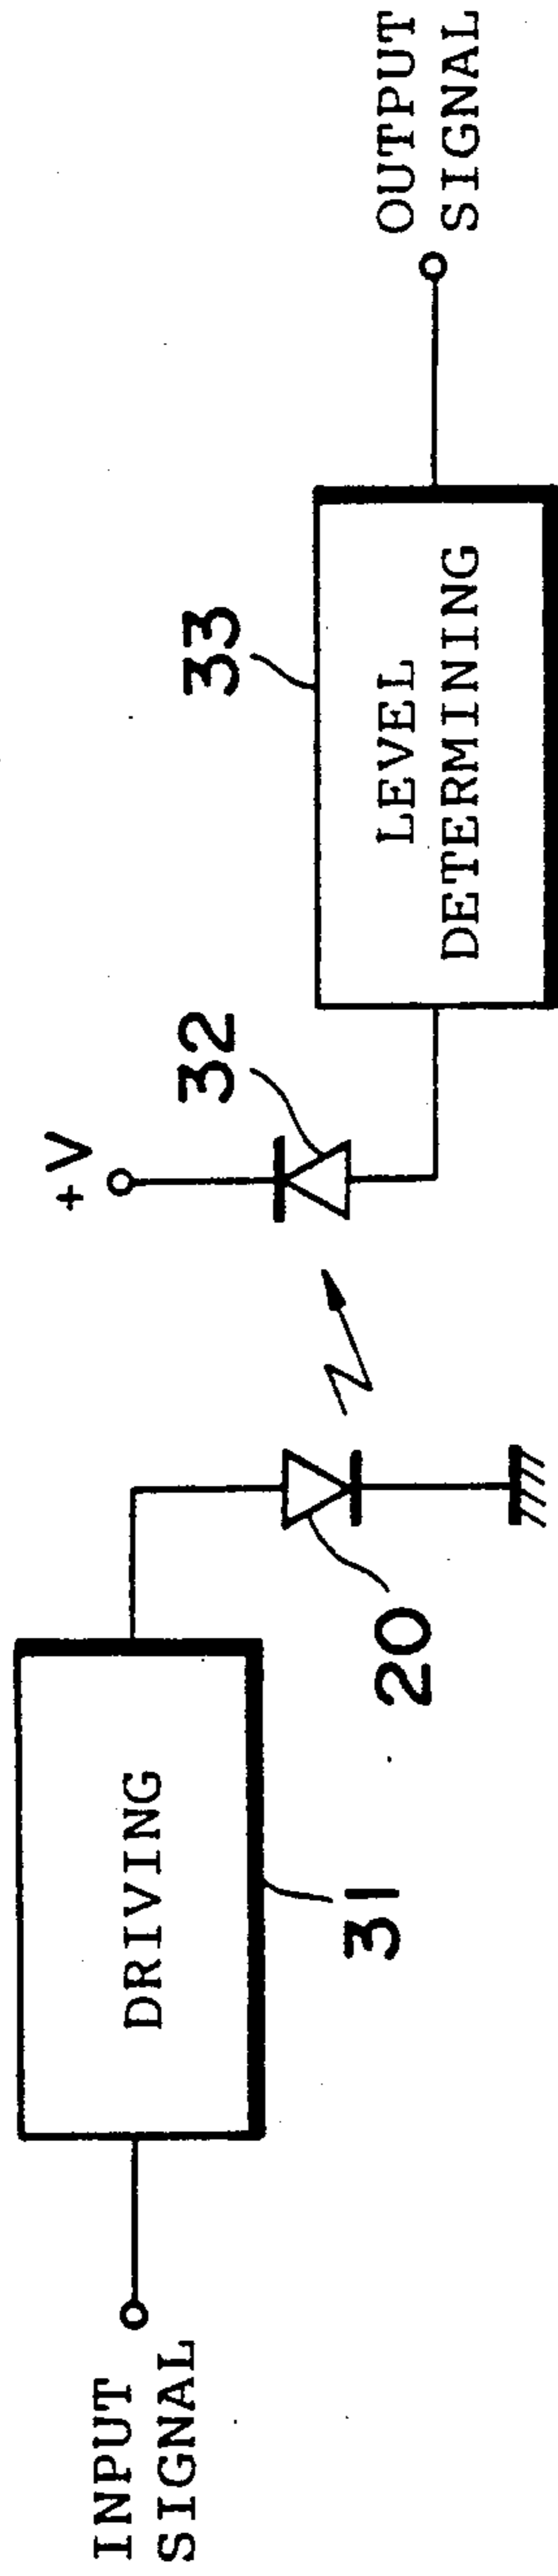 INPUT
SIGNAL
DRIVING
31
20
+V
32
33
LEVEL
DETERMINING
OUTPUT
SIGNAL